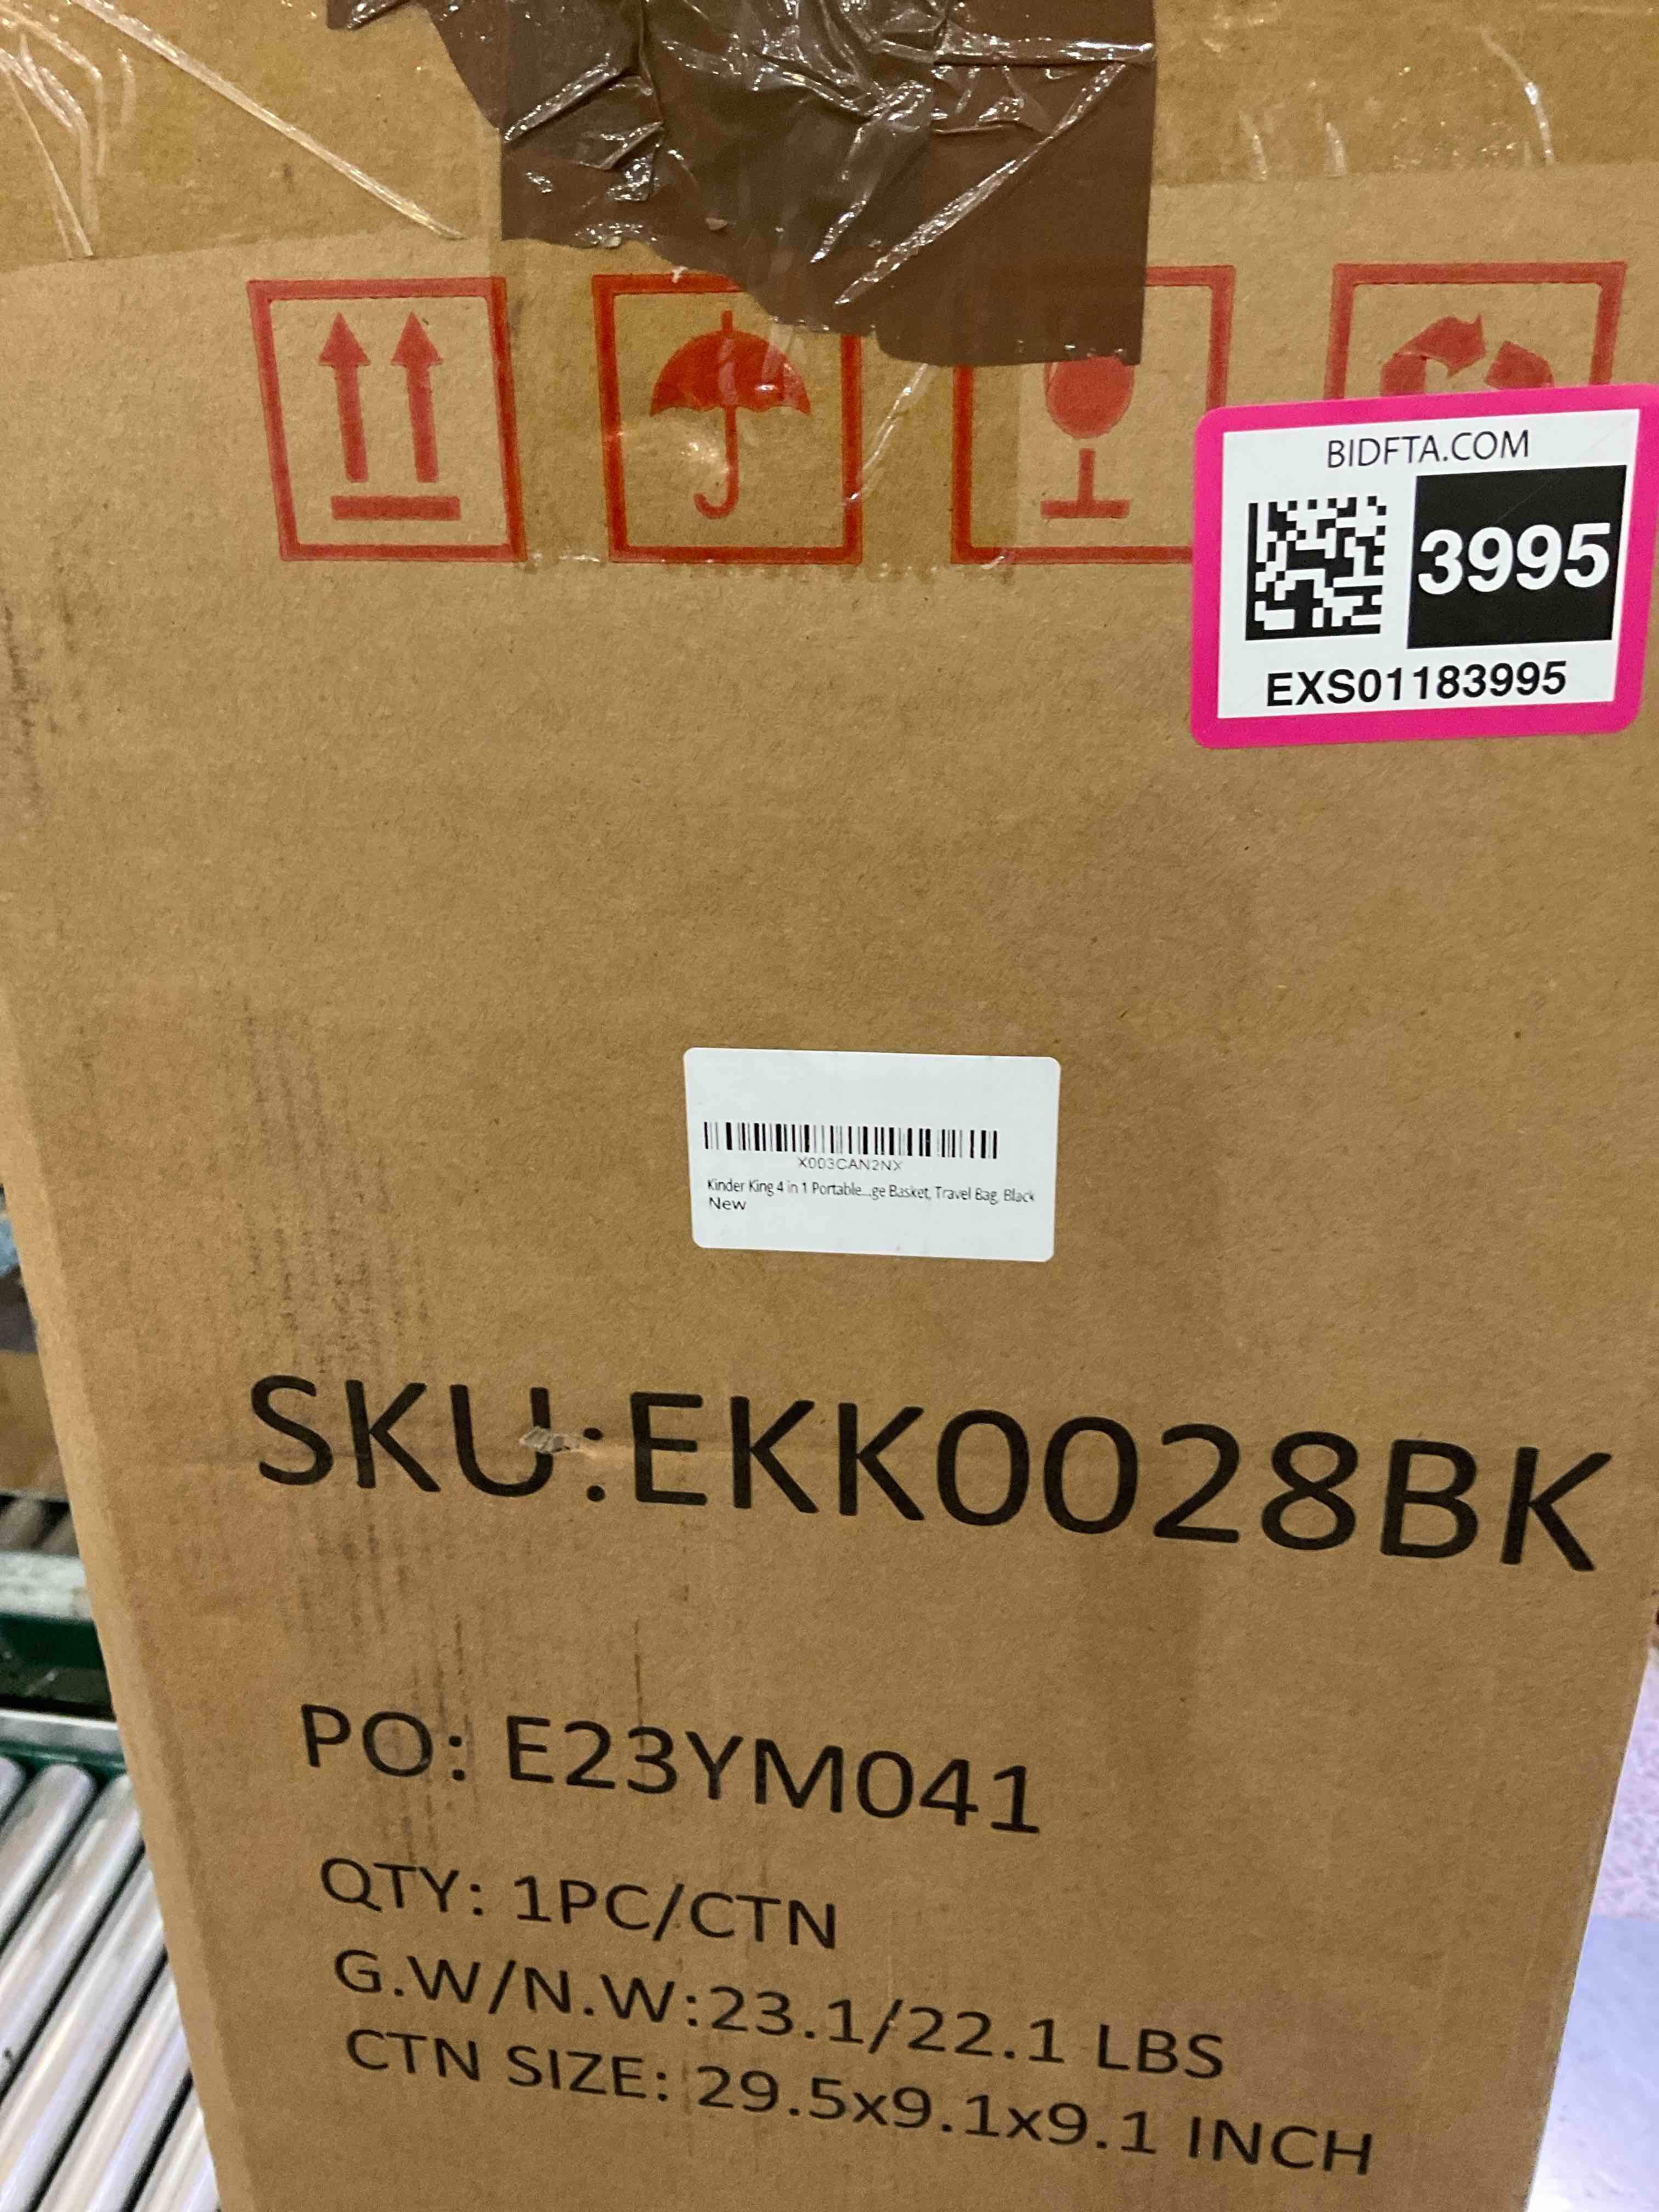 BIDFTA.COM
3995
EXS01183995
X003CAN2NX
Kinder King 4 in 1 Portable...ge Basket, Travel Bag, Black
New
SKU:EKK0028BK
PO: E23YM041
QTY: 1PC/CTN
G.W/N.W:23.1/22.1 LBS
CTN SIZE: 29.5x9.1x9.1 INCH